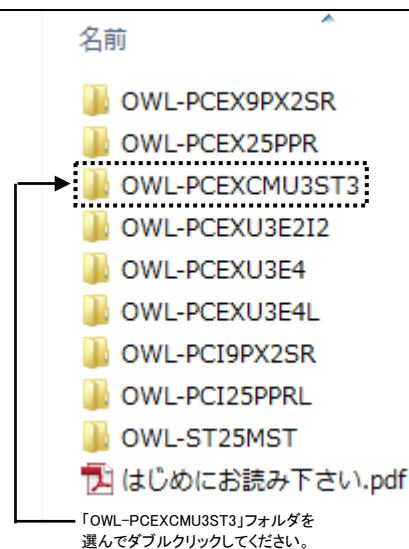 名前
OWL-PCEX9PX2SR
OWL-PCEX25PPR
OWL-PCEXCMU3ST3
OWL-PCEXU3E2I2
OWL-PCEXU3E4
OWL-PCEXU3E4L
OWL-PCI9PX2SR
OWL-PCI25PPRL
OWL-ST25MST
はじめにお読み下さい.pdf
「OWL-PCEXCMU3ST3」フォルダを
選んでダブルクリックしてください。